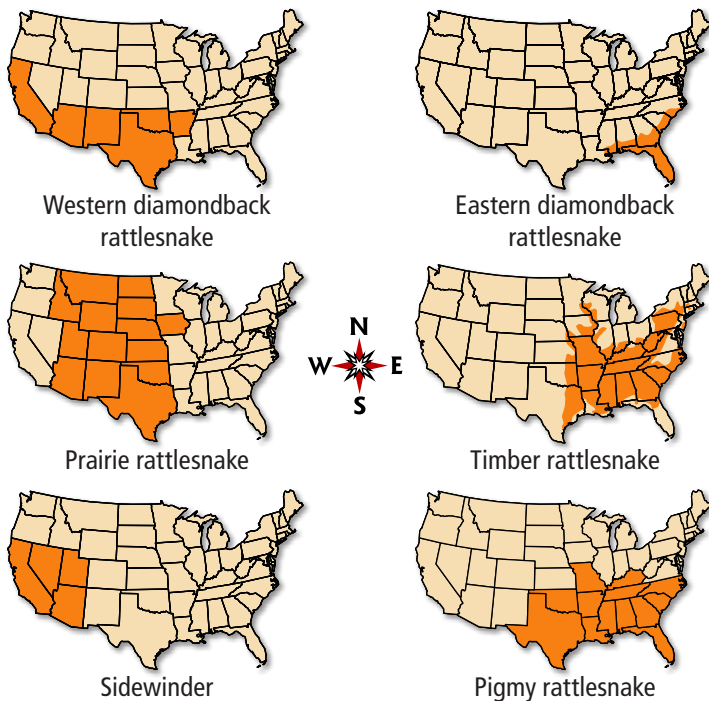 Western diamondback
rattlesnake
Eastern diamondback
rattlesnake
N
W E
S
Prairie rattlesnake
Timber rattlesnake
Sidewinder
Pigmy rattlesnake